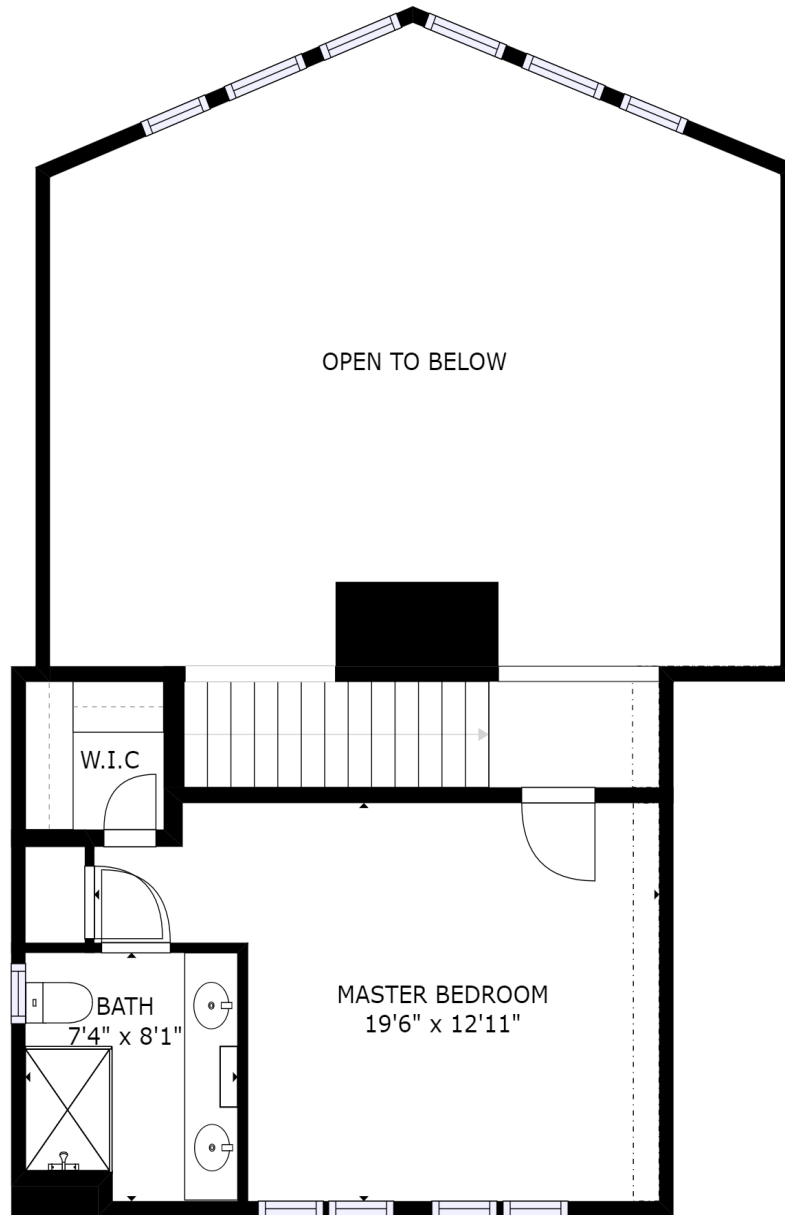 OPEN TO BELOW
W.I.C
MASTER BEDROOM
19'6" x 12'11"
BATH
7'4" x 8'1"